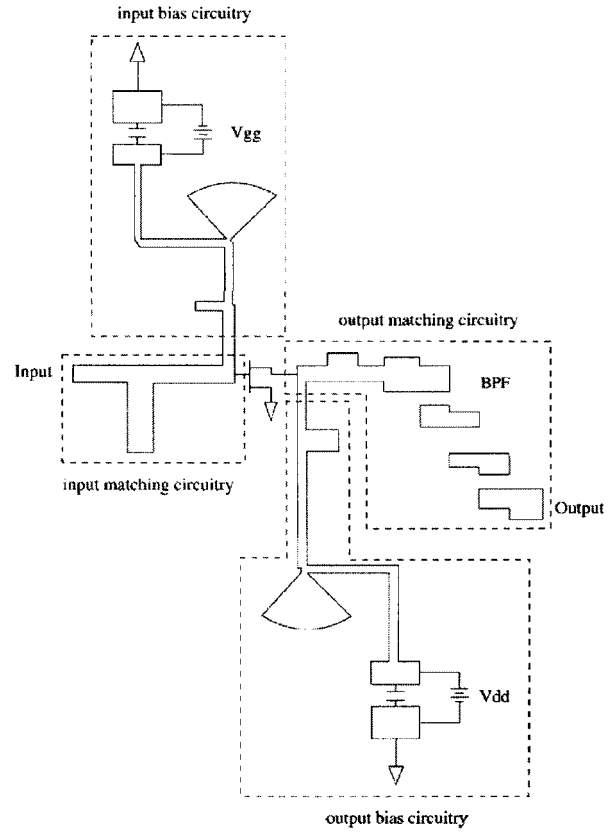 input bias circuitry
Vgg
output matching circuitry
Input
BPF
input matching circuitry
Output
Vdd
output bias circuitry